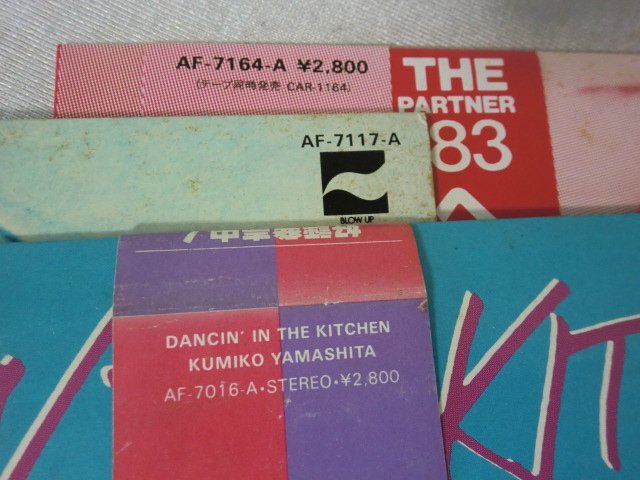 AF-7164-A ¥2,800
(テープ同時発売 CAR-1164)
THE
PARTNER
83
AF-7117-A
BLOW UP
DANCIN' IN THE KITCHEN
KUMIKO YAMASHITA
AF-7016-A・STEREO・¥2,800
KIT